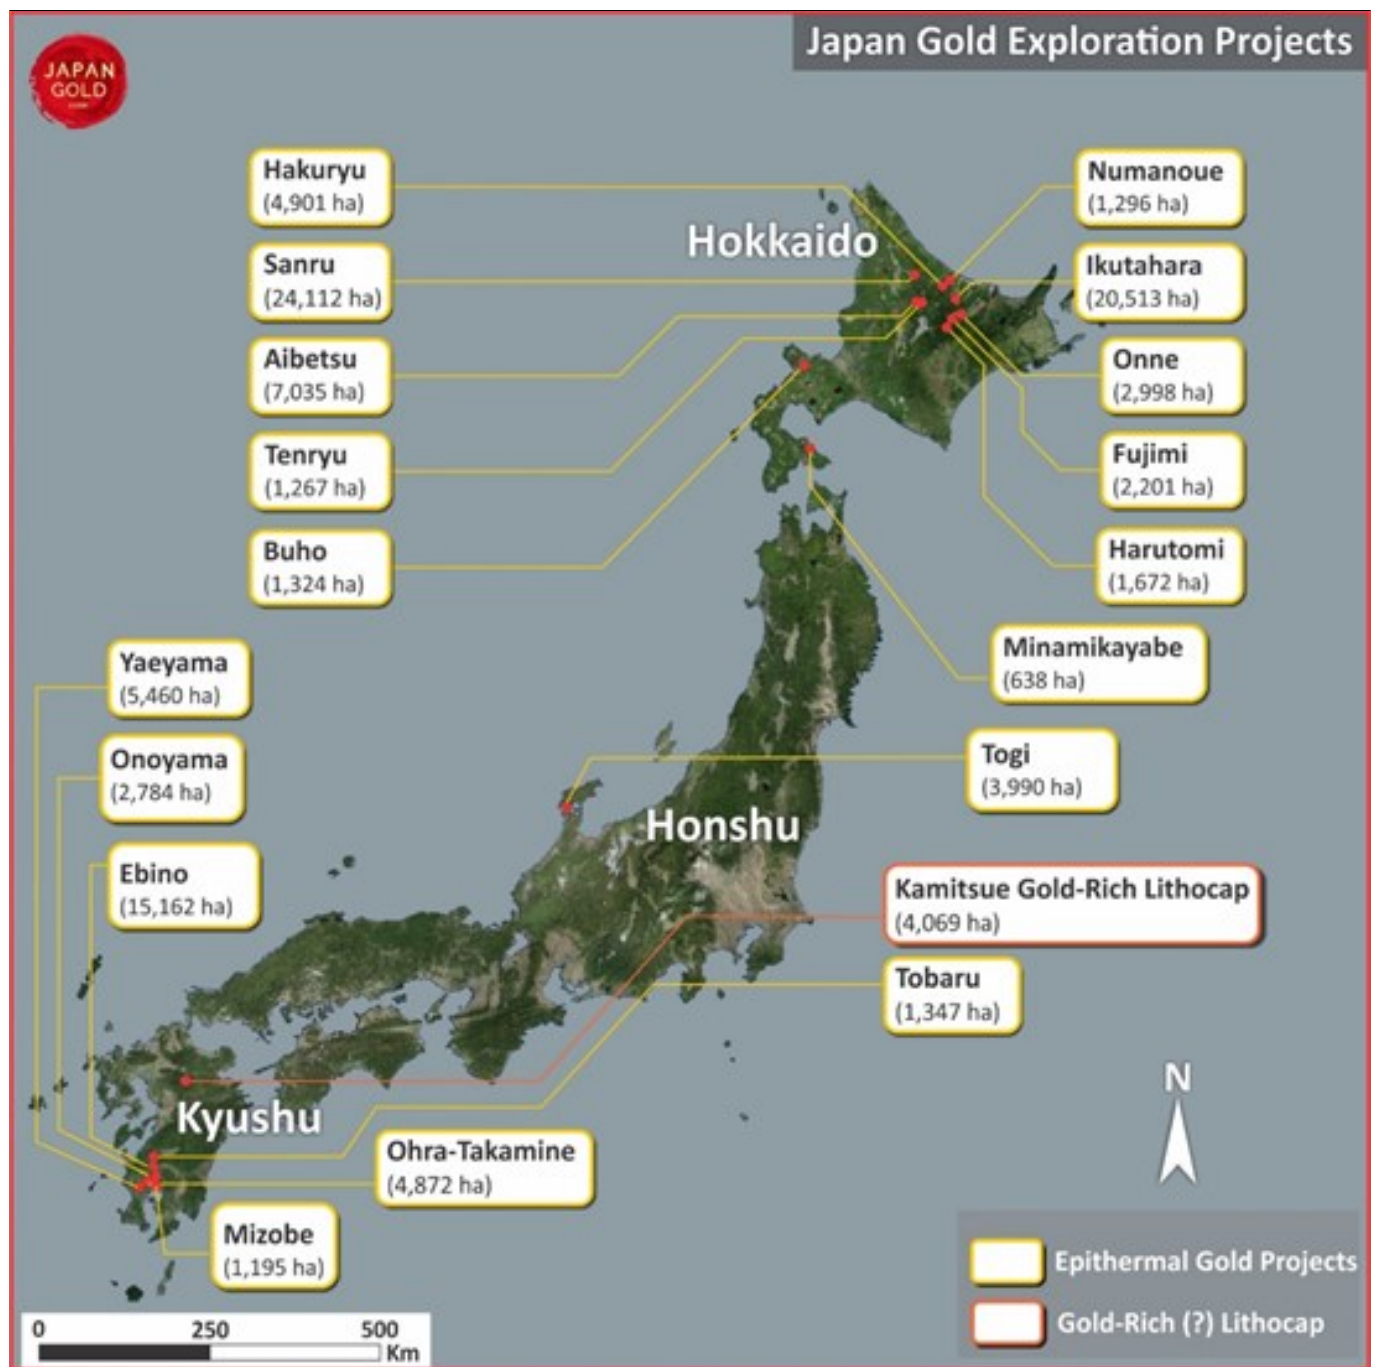 Japan Gold Exploration Projects
JAPAN
GOLD
Hakuryu
(4,901 ha)
Sanru
(24,112 ha)
Aibetsu
(7,035 ha)
Tenryu
(1,267 ha)
Buho
(1,324 ha)
Hokkaido
Numanoue
(1,296 ha)
Ikutahara
(20,513 ha)
Onne
(2,998 ha)
Fujimi
(2,201 ha)
Harutomi
(1,672 ha)
Minamikayabe
(638 ha)
Yaeyama
(5,460 ha)
Onoyama
(2,784 ha)
Ebino
(15,162 ha)
Togi
(3,990 ha)
Honshu
Kamitsue Gold-Rich Lithocap
(4,069 ha)
Tobaru
(1,347 ha)
Kyushu
Ohra-Takamine
(4,872 ha)
Mizobe
(1,195 ha)
N
Epithermal Gold Projects
Gold-Rich (?) Lithocap
0 250 500
Km